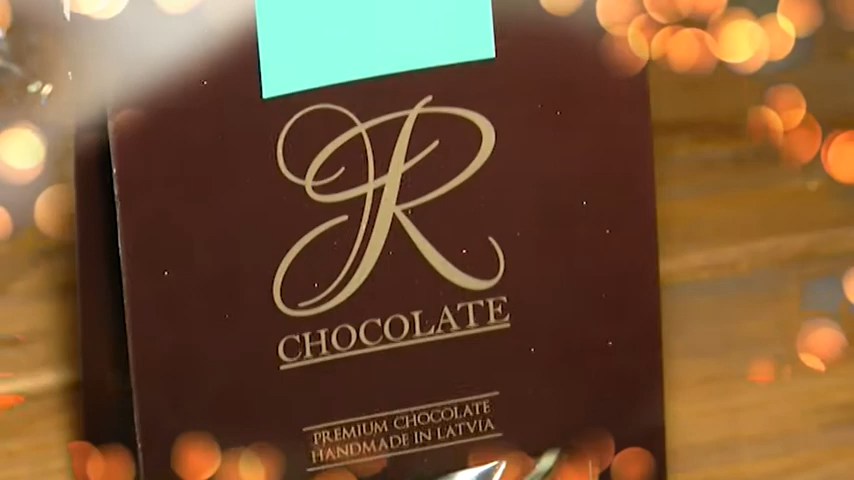 R
CHOCOLATE
PREMIUM CHOCOLATE
HANDMADE IN LATVIA